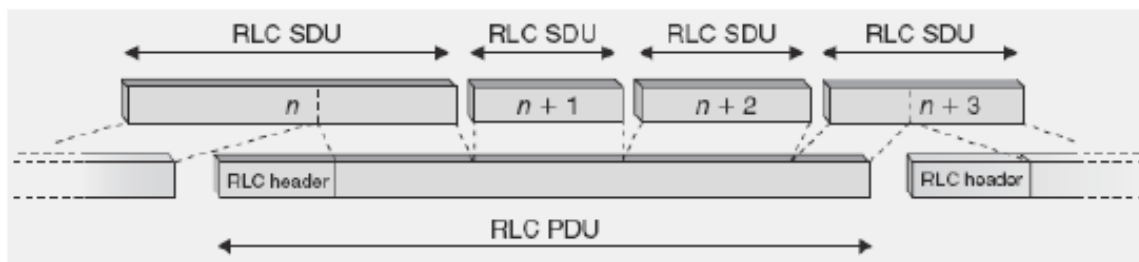 RLC SDU RLC SDU RLC SDU RLC SDU
n n + 1 n + 2 n + 3
RLC header RLC header
RLC PDU